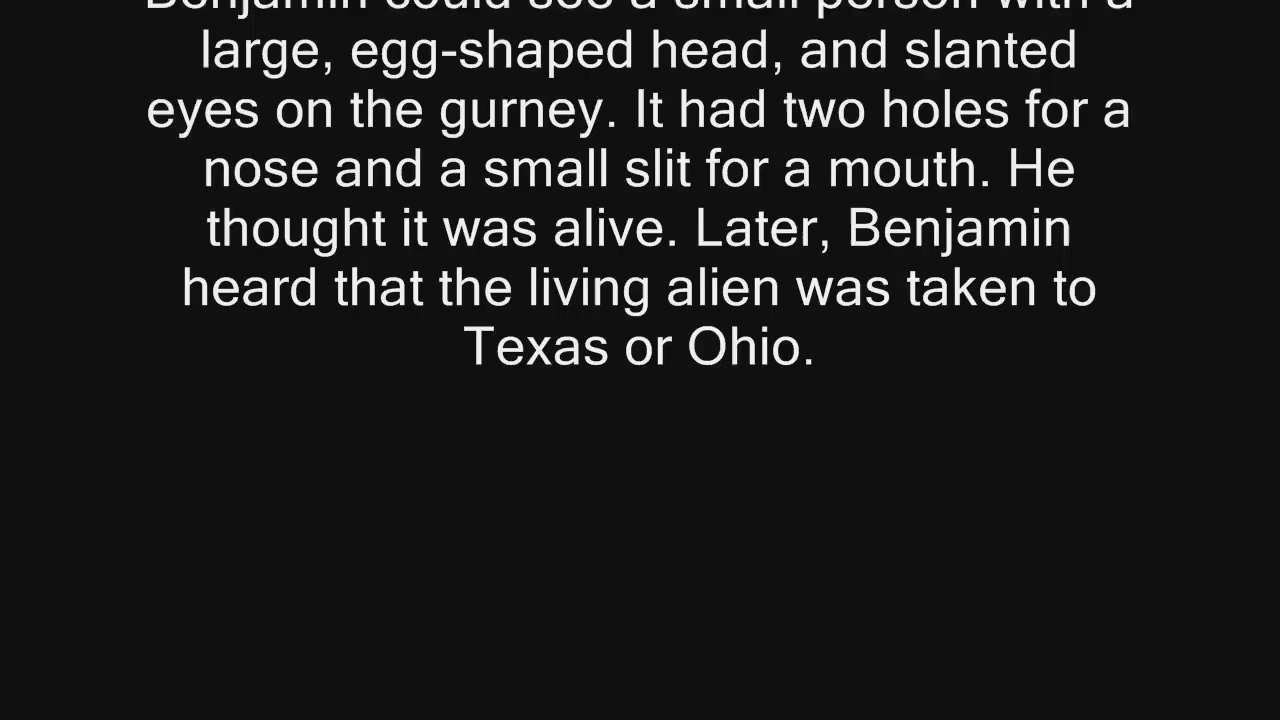 Benjamin could see a small person with a
large, egg-shaped head, and slanted
eyes on the gurney. It had two holes for a
nose and a small slit for a mouth. He
thought it was alive. Later, Benjamin
heard that the living alien was taken to
Texas or Ohio.